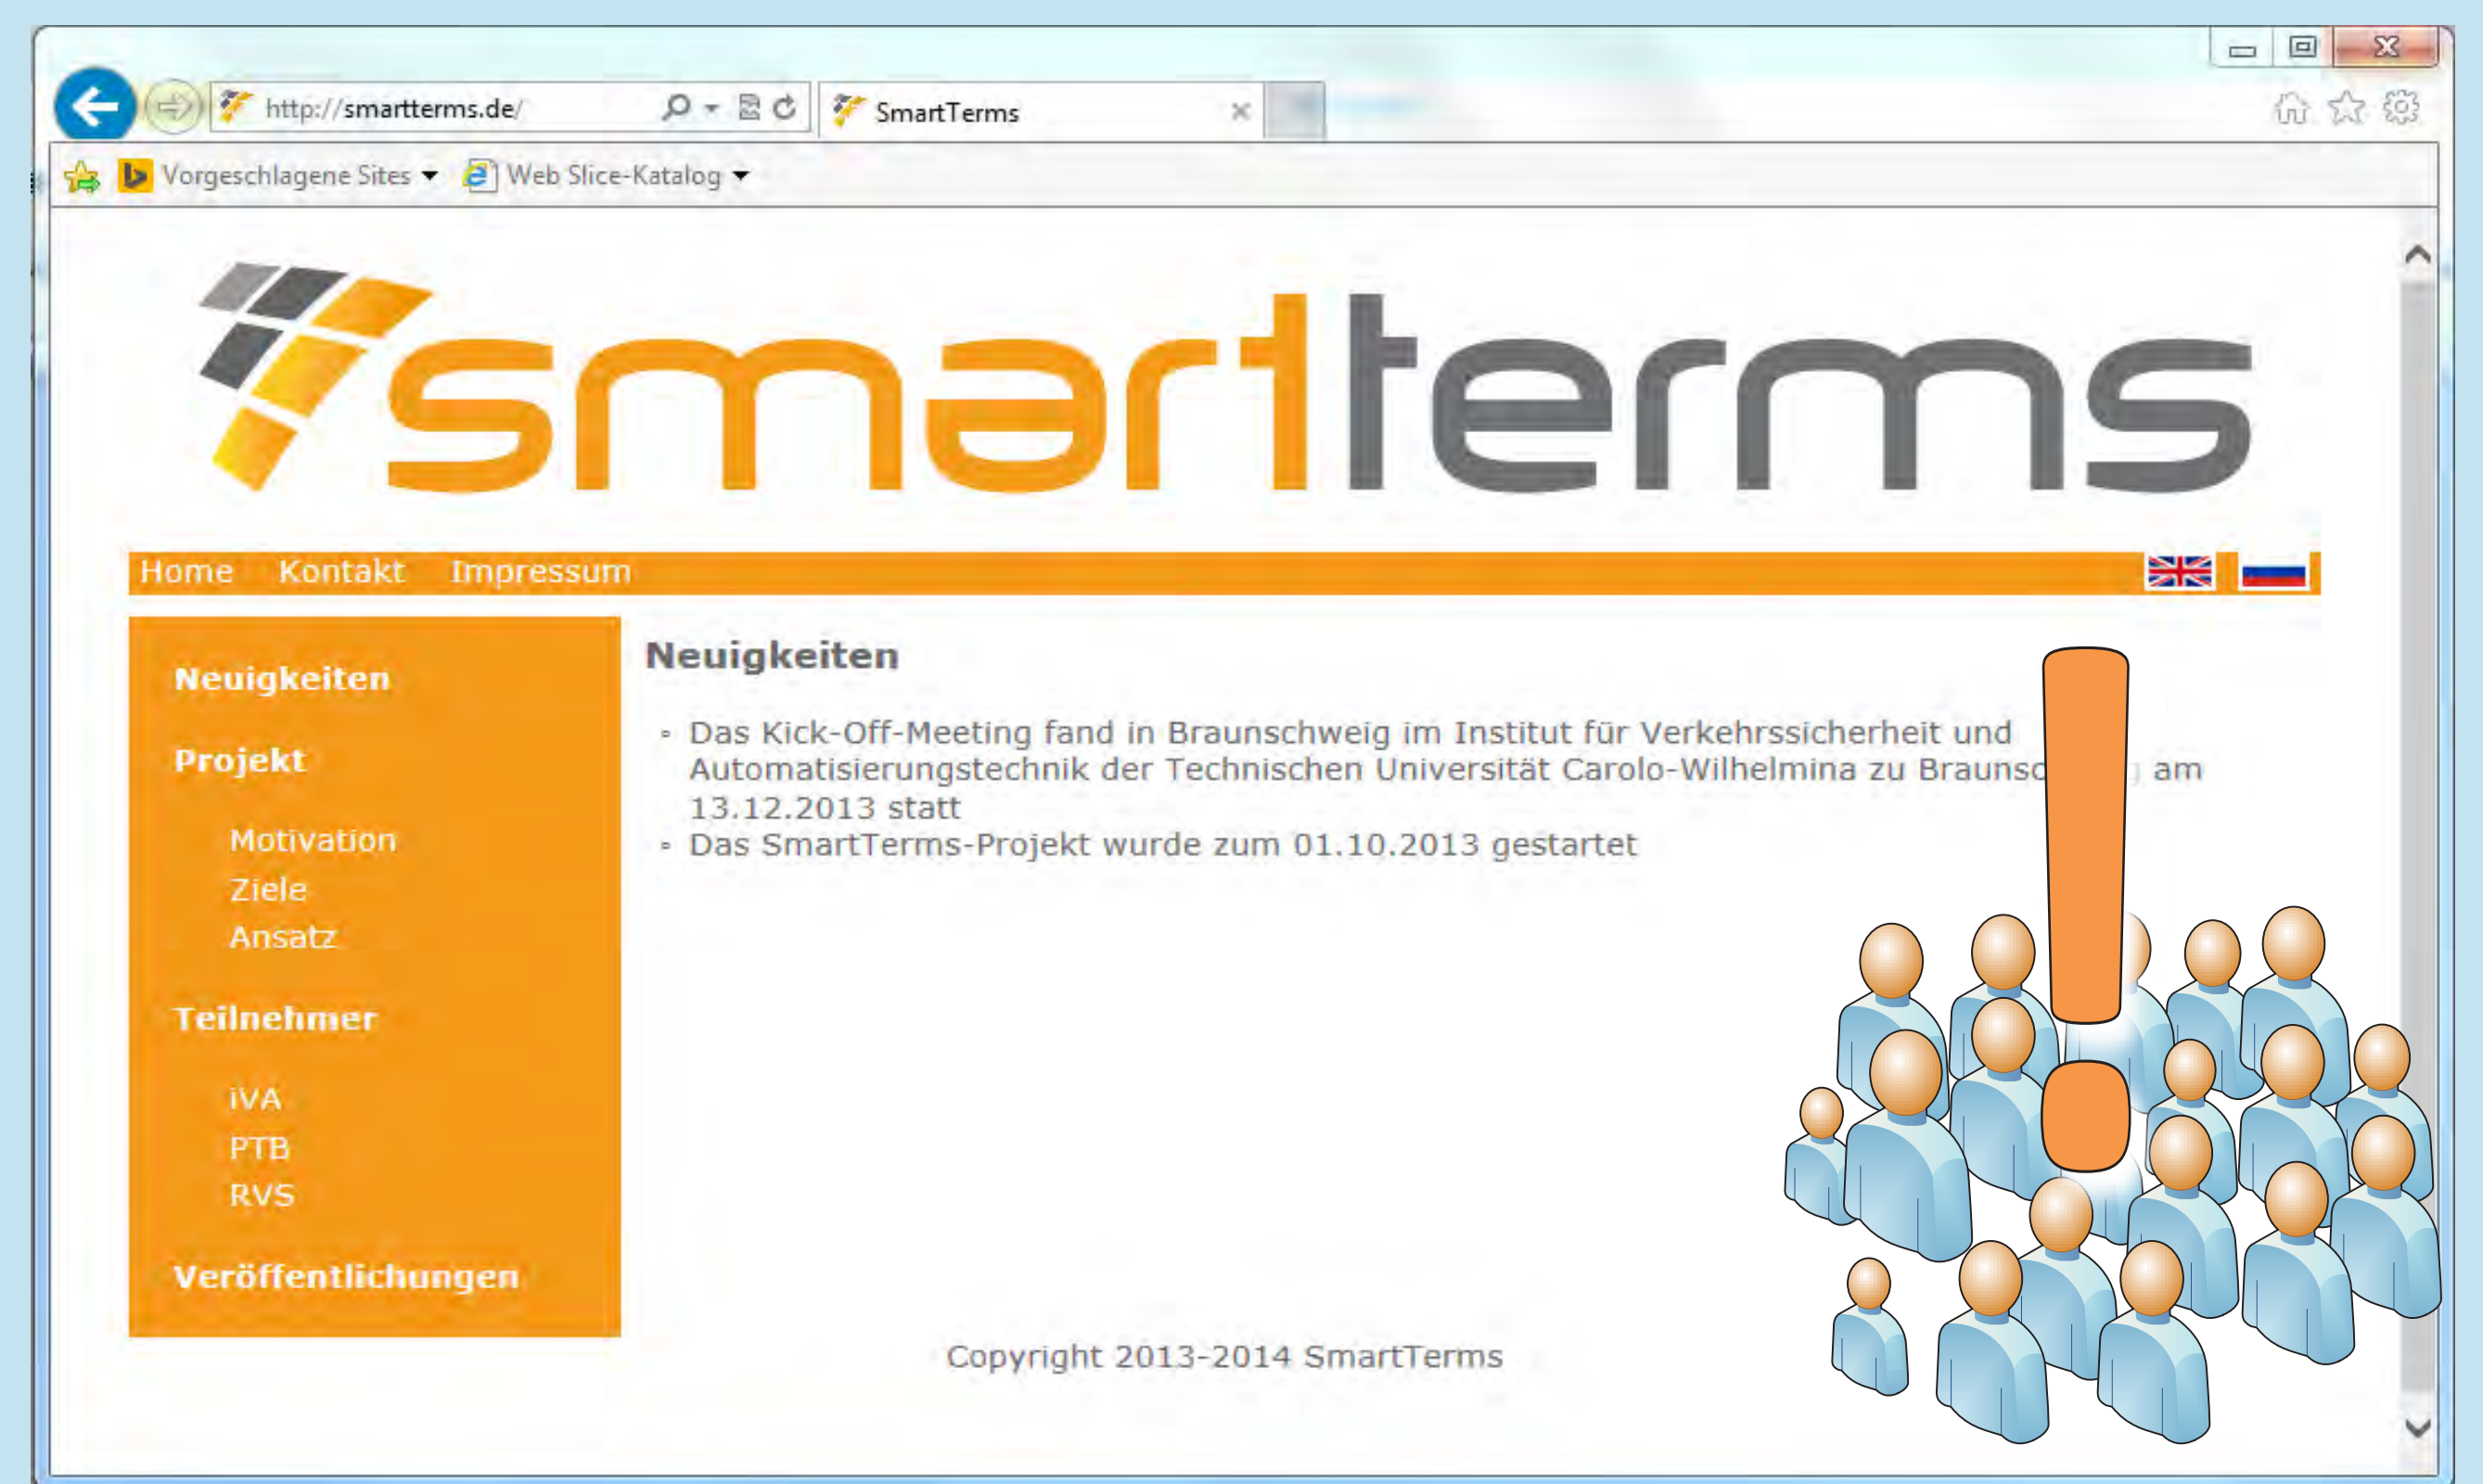 http://smartterms.de/
SmartTerms
Vorgeschlagene Sites
Web Slice-Katalog
smartterms
Home Kontakt Impressum
Neuigkeiten
Projekt
Motivation
Ziele
Ansatz
Teilnehmer
iVA
PTB
RVS
Veröffentlichungen
Neuigkeiten
Das Kick-Off-Meeting fand in Braunschweig im Institut für Verkehrssicherheit und
Automatisierungstechnik der Technischen Universität Carolo-Wilhelmina zu am
13.12.2013 statt
Das SmartTerms-Projekt wurde zum 01.10.2013 gestartet
!
Copyright 2013-2014 SmartTerms